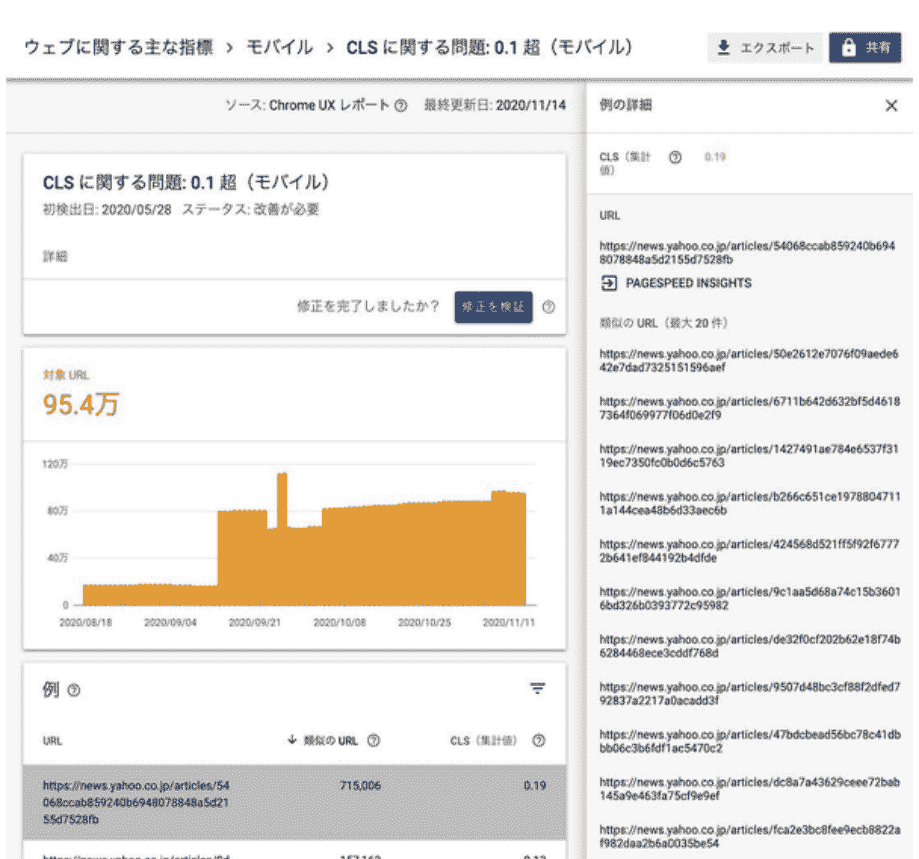 ウェブに関する主な指標 › モバイル › CLS に関する問題: 0.1 超（モバイル）
エクスポート
共有
ソース: Chrome UX レポート 最終更新日: 2020/11/14
CLS に関する問題: 0.1 超（モバイル）
初検出日: 2020/05/28 ステータス: 改善が必要
詳細
修正を完了しましたか？
修正を検証
対象 URL
95.4万
120万
80万
40万
0
2020/08/18 2020/09/04 2020/09/21 2020/10/08 2020/10/25 2020/11/11
例
URL
類似の URL
CLS（集計値）
https://news.yahoo.co.jp/articles/54
068ccab859240b6948078848a5d21
55d7528fb
715,006
0.19
例の詳細
CLS（集計
値）
0.19
URL
https://news.yahoo.co.jp/articles/54068ccab859240b694
8078848a5d2155d7528fb
PAGESPEED INSIGHTS
類似の URL（最大 20 件）
https://news.yahoo.co.jp/articles/50e2612e7076f09aede6
42e7dad7325151596aef
https://news.yahoo.co.jp/articles/6711b642d632bf5d4618
7364f069977f06d0e2f9
https://news.yahoo.co.jp/articles/1427491ae784e6537f31
19ec7350fc0b0d6c5763
https://news.yahoo.co.jp/articles/b266c651ce1978804711
1a144cea48b6d33aec6b
https://news.yahoo.co.jp/articles/424568d521ff5f92f6777
2b641ef844192b4dfde
https://news.yahoo.co.jp/articles/9c1aa5d68a74c15b3601
6bd326b0393772c95982
https://news.yahoo.co.jp/articles/de32f0cf202b62e18f74b
6284468ece3cddf768d
https://news.yahoo.co.jp/articles/9507d48bc3cf88f2dfed7
92837a2217a0acadd3f
https://news.yahoo.co.jp/articles/47bdcbead56bc78c41db
bb06c3b6fdf1ac5470c2
https://news.yahoo.co.jp/articles/dc8a7a43629ceee72bab
145a9e463fa75cf9e9ef
https://news.yahoo.co.jp/articles/fca2e3bc8fee9ecb8822a
f982daa2b6a0035be54